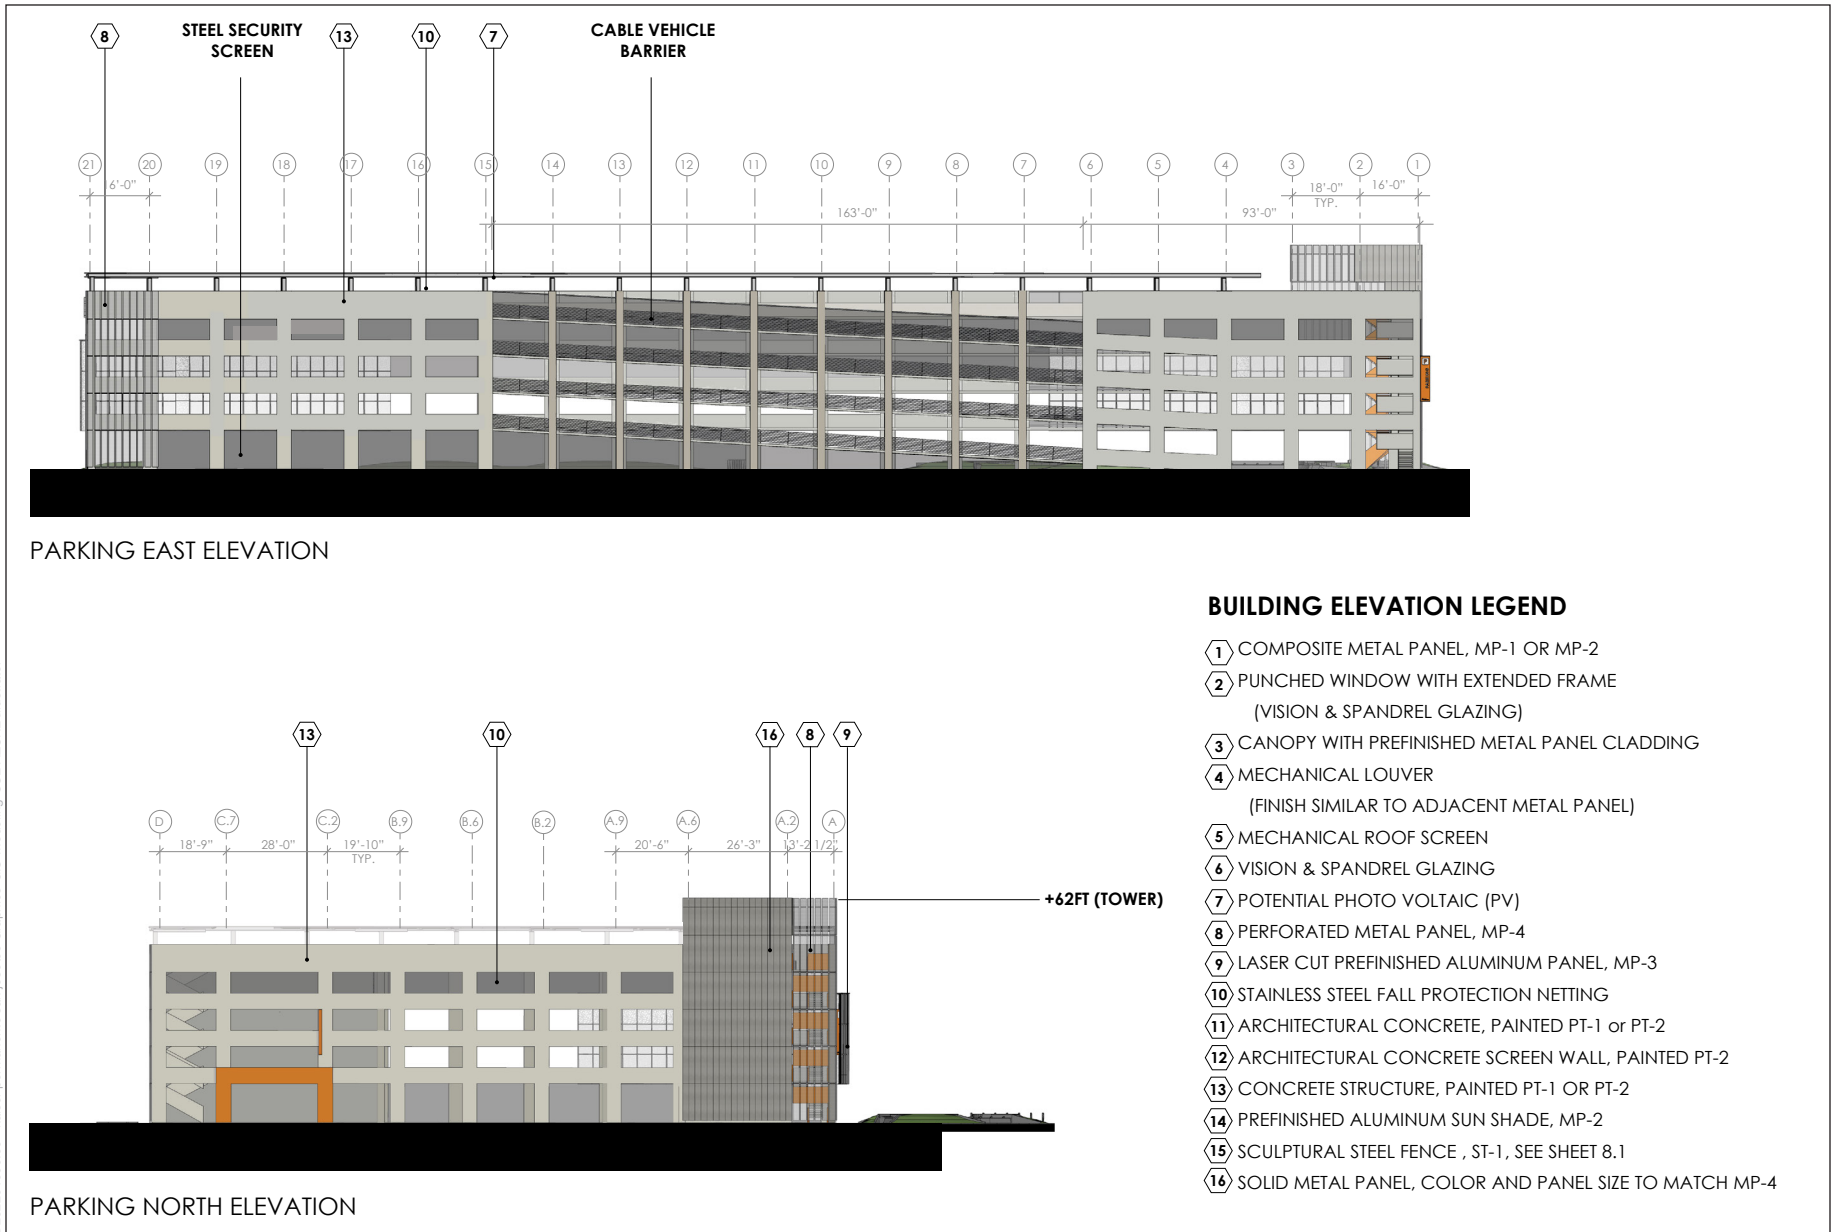 8
STEEL SECURITY
SCREEN
13
10
7
CABLE VEHICLE
BARRIER
21
20
19
18
17
16
15
14
13
12
11
10
9
8
7
6
5
4
3
2
1
16'-0"
18'-0"
TYP.
16'-0"
163'-0"
93'-0"
PARKING EAST ELEVATION
BUILDING ELEVATION LEGEND
1 COMPOSITE METAL PANEL, MP-1 OR MP-2
2 PUNCHED WINDOW WITH EXTENDED FRAME
(VISION & SPANDREL GLAZING)
3 CANOPY WITH PREFINISHED METAL PANEL CLADDING
4 MECHANICAL LOUVER
(FINISH SIMILAR TO ADJACENT METAL PANEL)
5 MECHANICAL ROOF SCREEN
6 VISION & SPANDREL GLAZING
7 POTENTIAL PHOTO VOLTAIC (PV)
8 PERFORATED METAL PANEL, MP-4
9 LASER CUT PREFINISHED ALUMINUM PANEL, MP-3
10 STAINLESS STEEL FALL PROTECTION NETTING
11 ARCHITECTURAL CONCRETE, PAINTED PT-1 or PT-2
12 ARCHITECTURAL CONCRETE SCREEN WALL, PAINTED PT-2
13 CONCRETE STRUCTURE, PAINTED PT-1 OR PT-2
14 PREFINISHED ALUMINUM SUN SHADE, MP-2
15 SCULPTURAL STEEL FENCE , ST-1, SEE SHEET 8.1
16 SOLID METAL PANEL, COLOR AND PANEL SIZE TO MATCH MP-4
13
10
16
8
9
D
C.7
C.2
B.9
B.6
B.2
A.9
A.6
A.2
A
18'-9"
28'-0"
19'-10"
TYP.
20'-6"
26'-3"
13'-2 1/2"
+62FT (TOWER)
PARKING NORTH ELEVATION